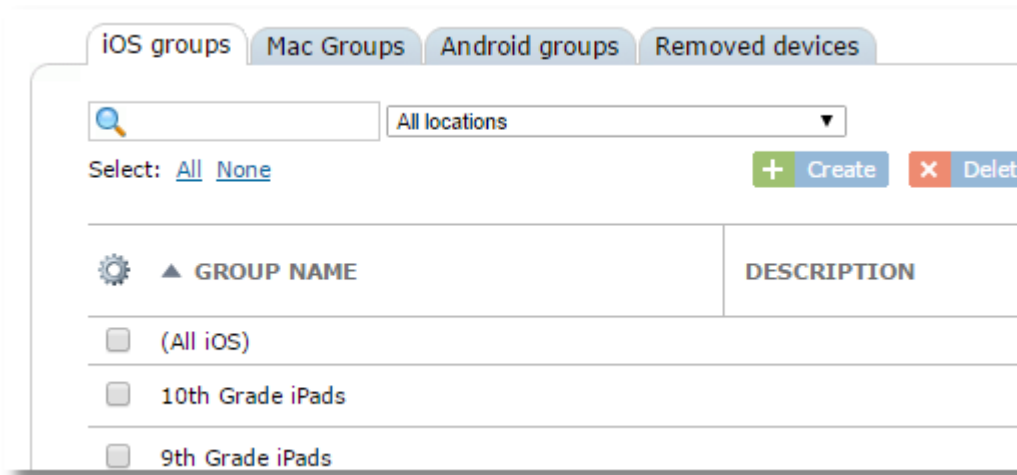 iOS groups Mac Groups Android groups Removed devices
All locations
Select: All None Create Delet
GROUP NAME DESCRIPTION
(All iOS)
10th Grade iPads
9th Grade iPads